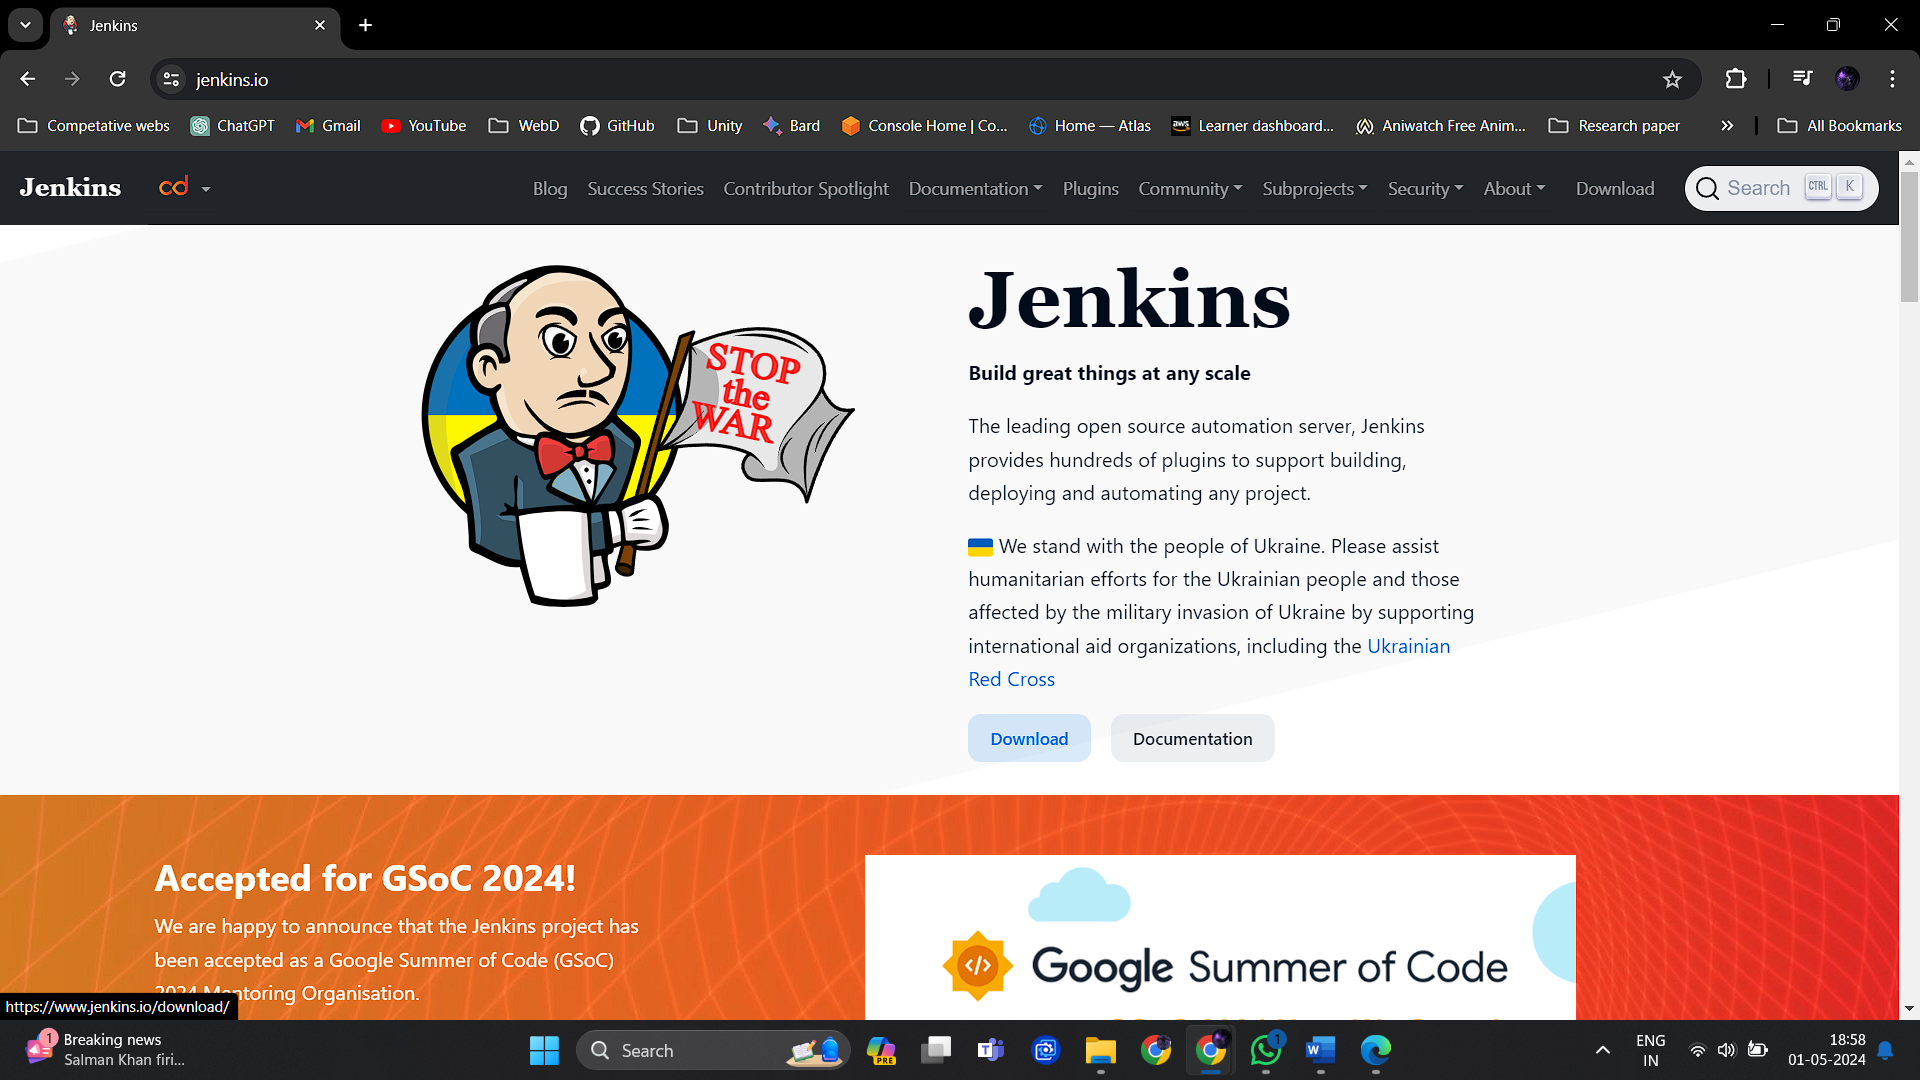 Jenkins
jenkins.io
Competative webs
ChatGPT
Gmail
YouTube
WebD
GitHub
Unity
Bard
Console Home | Co...
Home — Atlas
aws
Learner dashboard...
Aniwatch Free Anim...
Research paper
All Bookmarks
Jenkins
cd
Blog
Success Stories
Contributor Spotlight
Documentation
Plugins
Community
Subprojects
Security
About
Download
Search
CTRL
K
STOP
the
WAR
Jenkins
Build great things at any scale
The leading open source automation server, Jenkins
provides hundreds of plugins to support building,
deploying and automating any project.
We stand with the people of Ukraine. Please assist
humanitarian efforts for the Ukrainian people and those
affected by the military invasion of Ukraine by supporting
international aid organizations, including the Ukrainian
Red Cross
Download
Documentation
Accepted for GSoC 2024!
We are happy to announce that the Jenkins project has
been accepted as a Google Summer of Code (GSoC)
2024 Mentoring Organisation.
</>
Google Summer of Code
https://www.jenkins.io/download/
1
Breaking news
Salman Khan firi...
Search
PRE
T
1
W
ENG
IN
18:58
01-05-2024